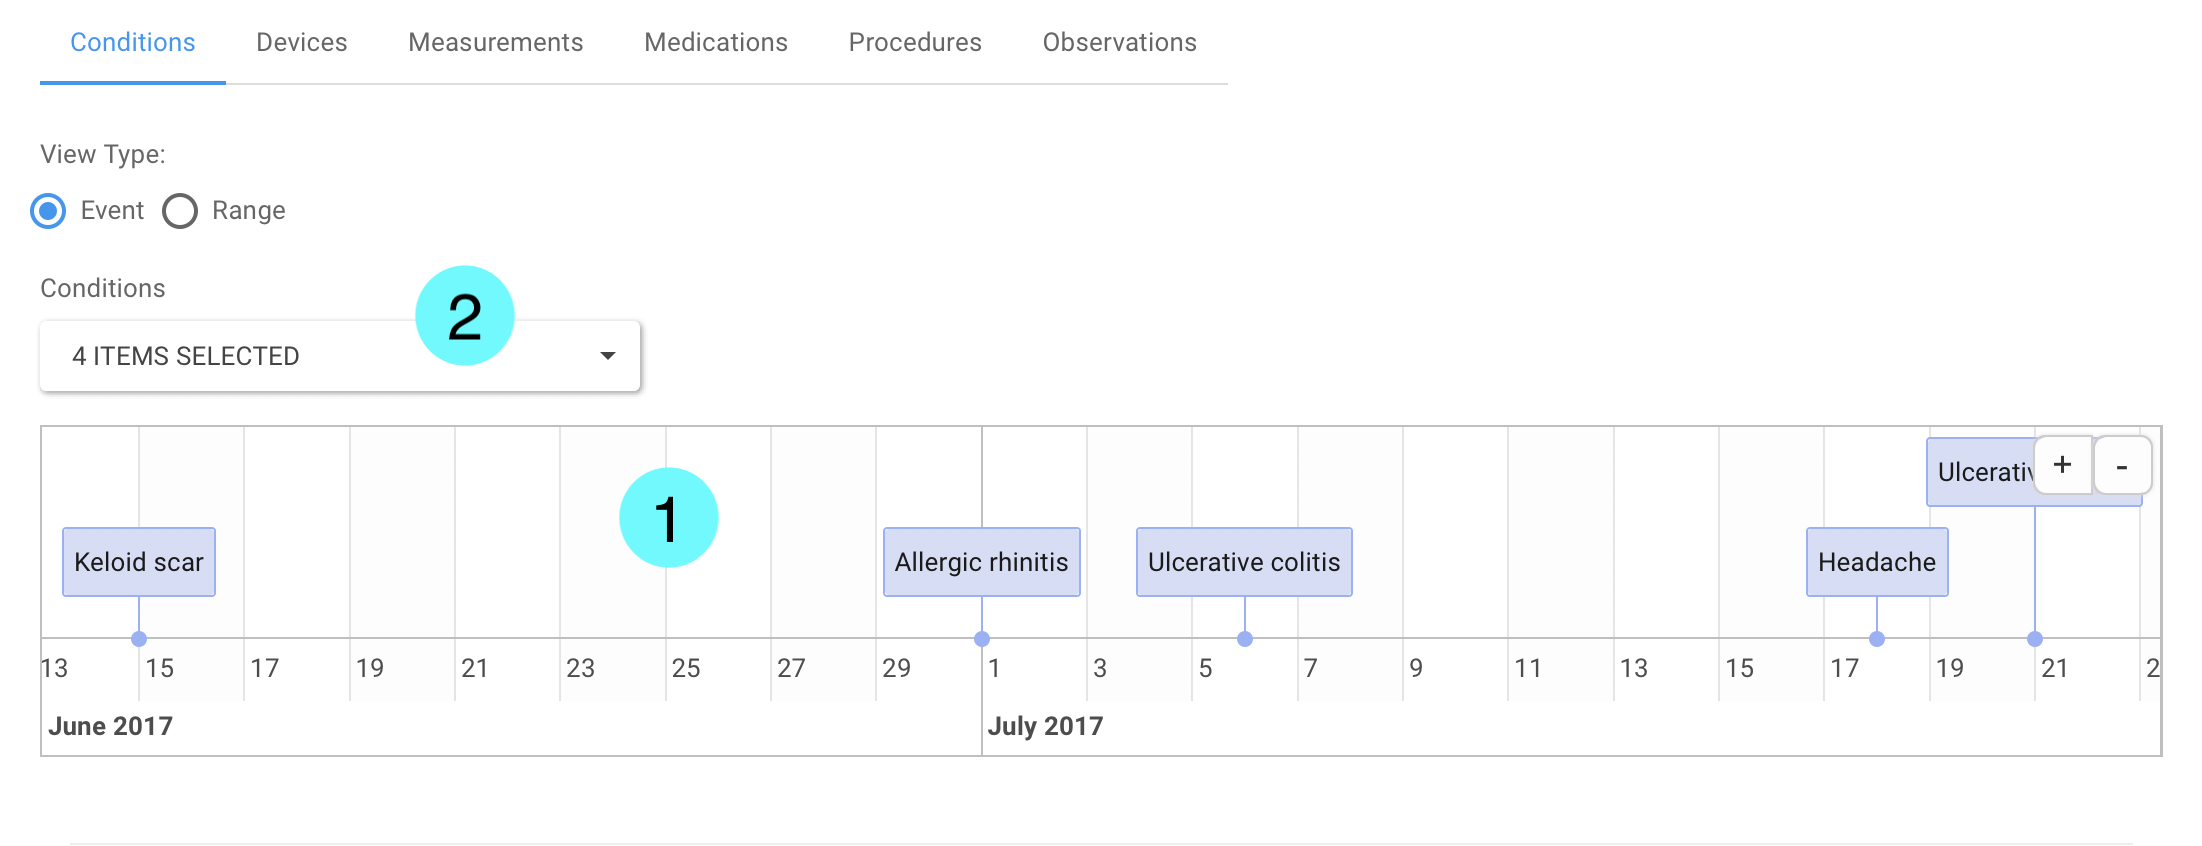 Conditions Devices Measurements Medications Procedures Observations
View Type:
Event Range
Conditions
2
4 ITEMS SELECTED
Ulcerativ + -
1
Keloid scar Allergic rhinitis Ulcerative colitis Headache
13 15 17 19 21 23 25 27 29 1 3 5 7 9 11 13 15 17 19 21 2
June 2017 July 2017